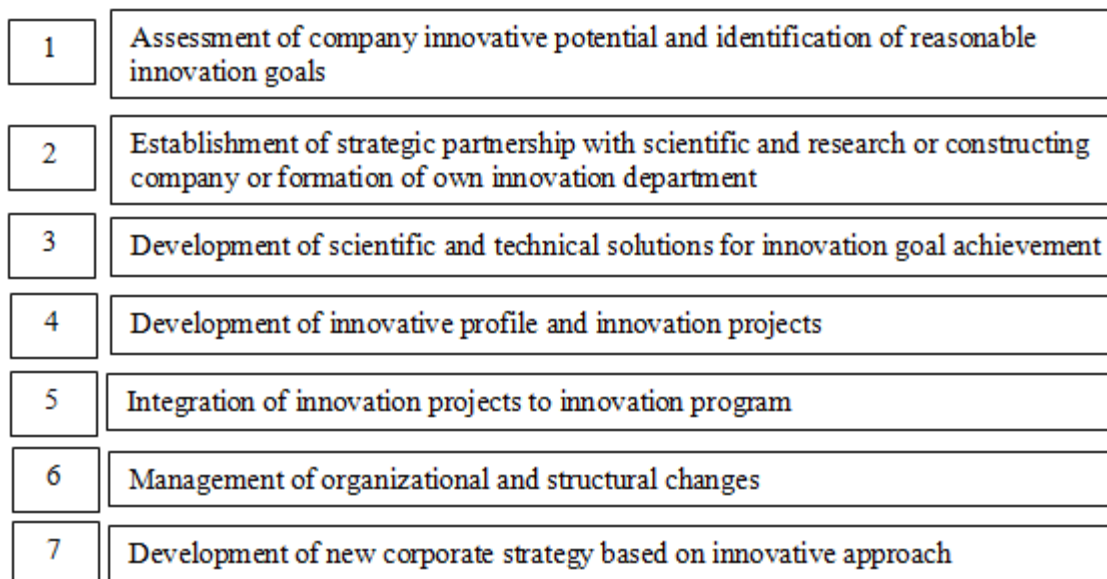 1
Assessment of company innovative potential and identification of reasonable
innovation goals
2
Establishment of strategic partnership with scientific and research or constructing
company or formation of own innovation department
3
Development of scientific and technical solutions for innovation goal achievement
4
Development of innovative profile and innovation projects
5
Integration of innovation projects to innovation program
6
Management of organizational and structural changes
7
Development of new corporate strategy based on innovative approach